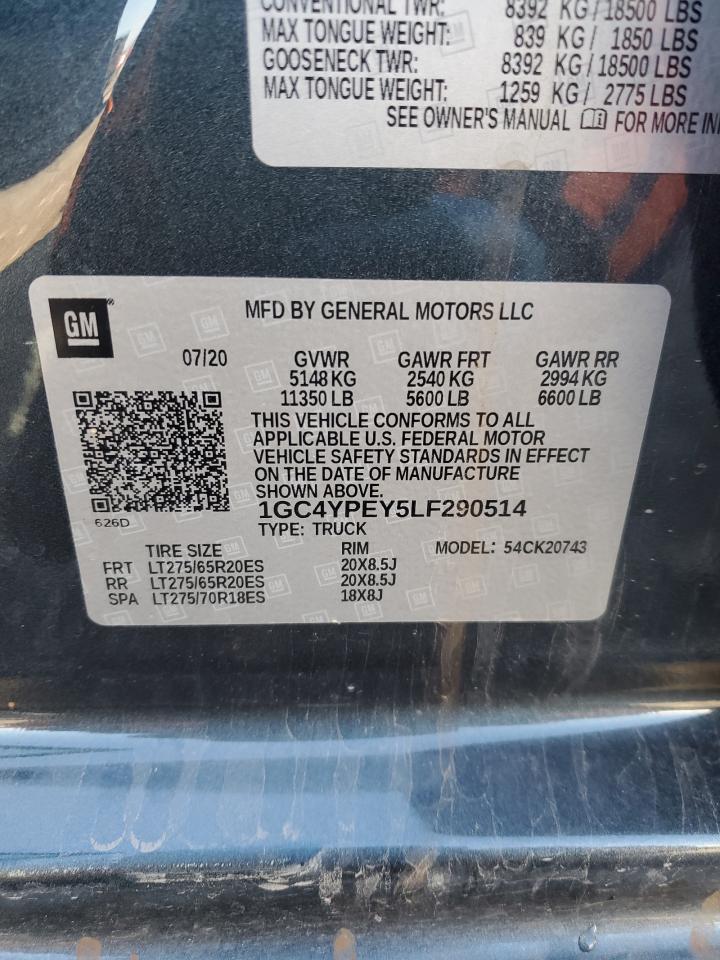 CONVENTIONAL TWR: 8392 KG/18500 LBS
MAX TONGUE WEIGHT: 839 KG/ 1850 LBS
GOOSENECK TWR: 8392 KG/18500 LBS
MAX TONGUE WEIGHT: 1259 KG/ 2775 LBS
SEE OWNER'S MANUAL FOR MORE
GM
MFD BY GENERAL MOTORS LLC
07/20 GVWR GAWR FRT GAWR RR
5148 KG 2540 KG 2994 KG
11350 LB 5600 LB 6600 LB
THIS VEHICLE CONFORMS TO ALL
APPLICABLE U.S. FEDERAL MOTOR
VEHICLE SAFETY STANDARDS IN EFFECT
ON THE DATE OF MANUFACTURE
SHOWN ABOVE.
1GC4YPEY5LF290514
626D
TYPE: TRUCK
TIRE SIZE RIM MODEL: 54CK20743
FRT LT275/65R20ES 20X8.5J
RR LT275/65R20ES 20X8.5J
SPA LT275/70R18ES 18X8J